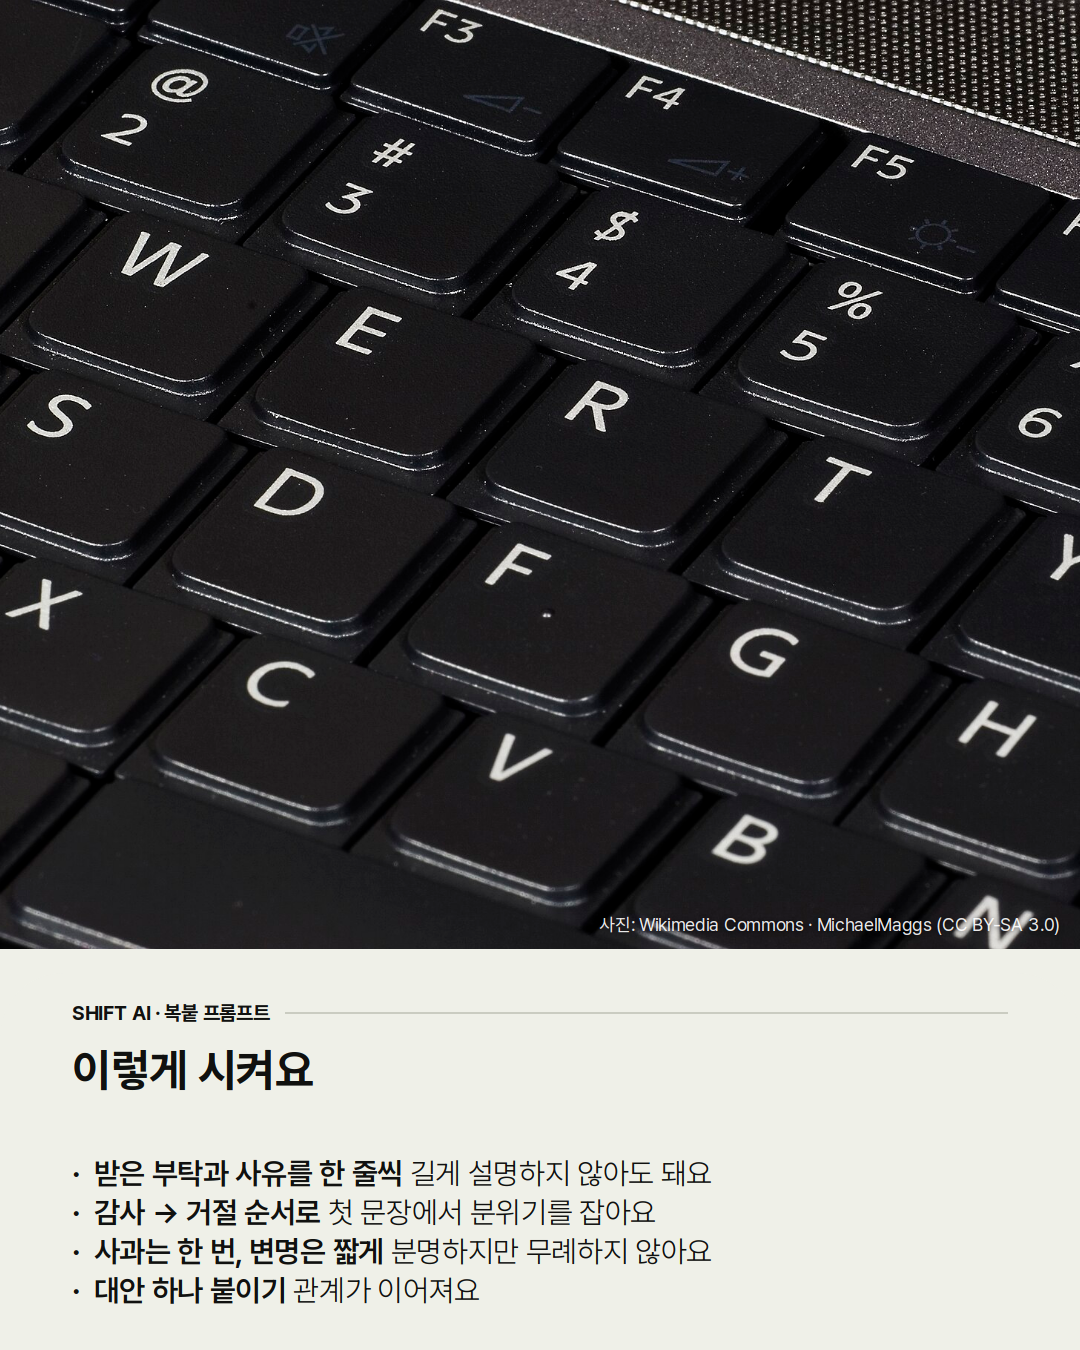 F3
@
2
F4
#
3
F5
$
4
W
%
5
E
6
R
S
T
D
Y
F
X
G
C
H
V
B
N
사진: Wikimedia Commons · MichaelMaggs (CC BY-SA 3.0)
SHIFT AI · 복붙 프롬프트
이렇게 시켜요
• 받은 부탁과 사유를 한 줄씩 길게 설명하지 않아도 돼요
• 감사 → 거절 순서로 첫 문장에서 분위기를 잡아요
• 사과는 한 번, 변명은 짧게 분명하지만 무례하지 않아요
• 대안 하나 붙이기 관계가 이어져요